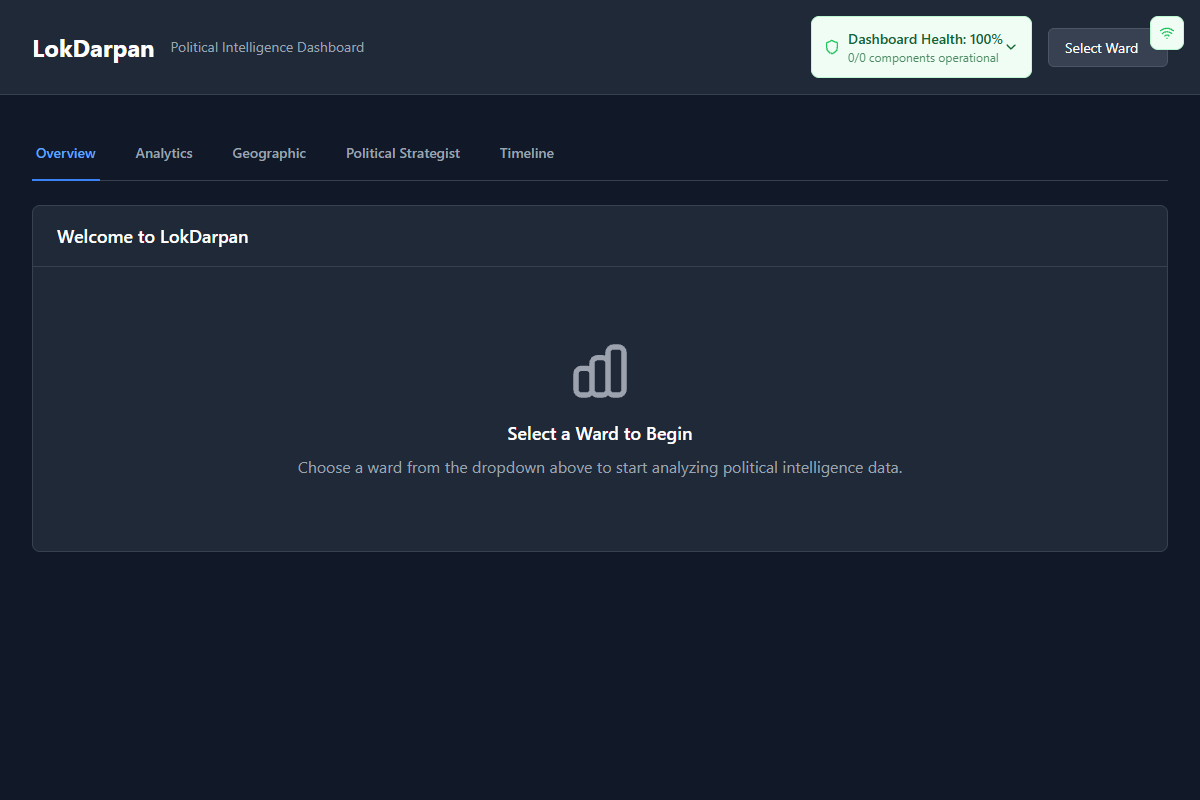 LokDarpan
Political Intelligence Dashboard
Dashboard Health: 100%
0/0 components operational
Select Ward
Overview
Analytics
Geographic
Political Strategist
Timeline
Welcome to LokDarpan
Select a Ward to Begin
Choose a ward from the dropdown above to start analyzing political intelligence data.